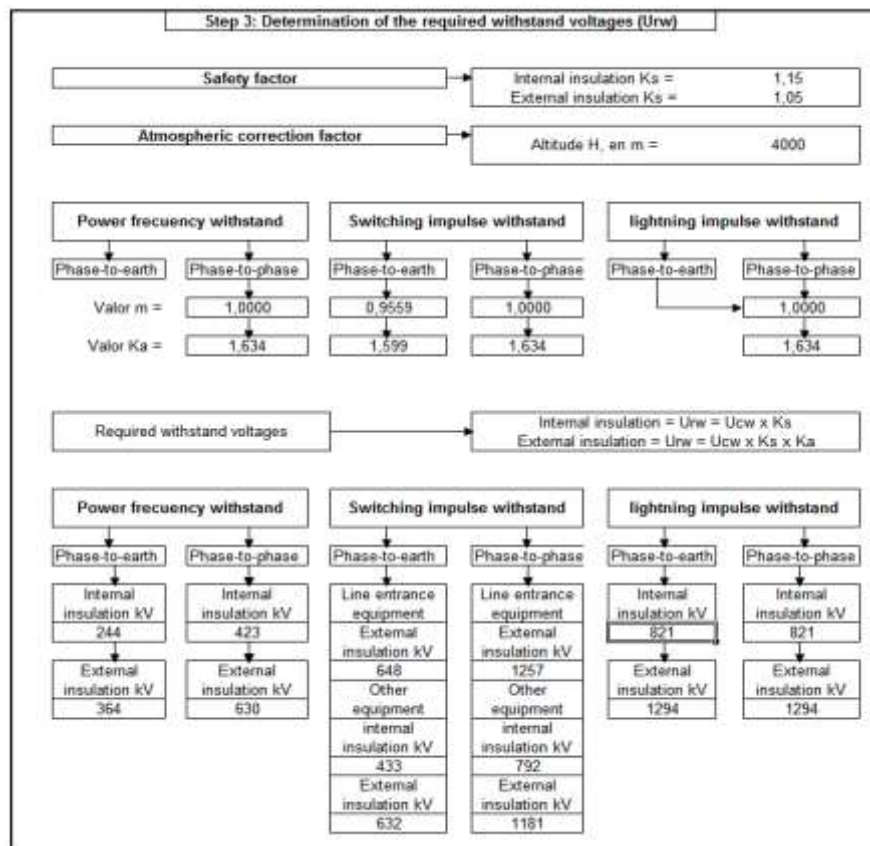 Step 3: Determination of the required withstand voltages (Urw)
Safety factor
Internal insulation Ks = 1,15
External insulation Ks = 1,05
Atmospheric correction factor
Altitude H, en m = 4000
Power frecuency withstand Switching impulse withstand lightning impulse withstand
Phase-to-earth Phase-to-phase Phase-to-earth Phase-to-phase Phase-to-earth Phase-to-phase
Valor m = 1,0000 0,9559 1,0000 1,0000
Valor Ka = 1,634 1,599 1,634 1,634
Required withstand voltages
Internal insulation = Urw = Ucw x Ks
External insulation = Urw = Ucw x Ks x Ka
Power frecuency withstand Switching impulse withstand lightning impulse withstand
Phase-to-earth Phase-to-phase Phase-to-earth Phase-to-phase Phase-to-earth Phase-to-phase
Internal Internal Line entrance Line entrance Internal Internal
insulation kV insulation kV equipment equipment insulation kV insulation kV
244 423 External External 821 821
insulation kV insulation kV
External External 648 1257 External External
insulation kV insulation kV Other Other insulation kV insulation kV
364 630 equipment equipment 1294 1294
internal internal
insulation kV insulation kV
433 792
External External
insulation kV insulation kV
632 1181